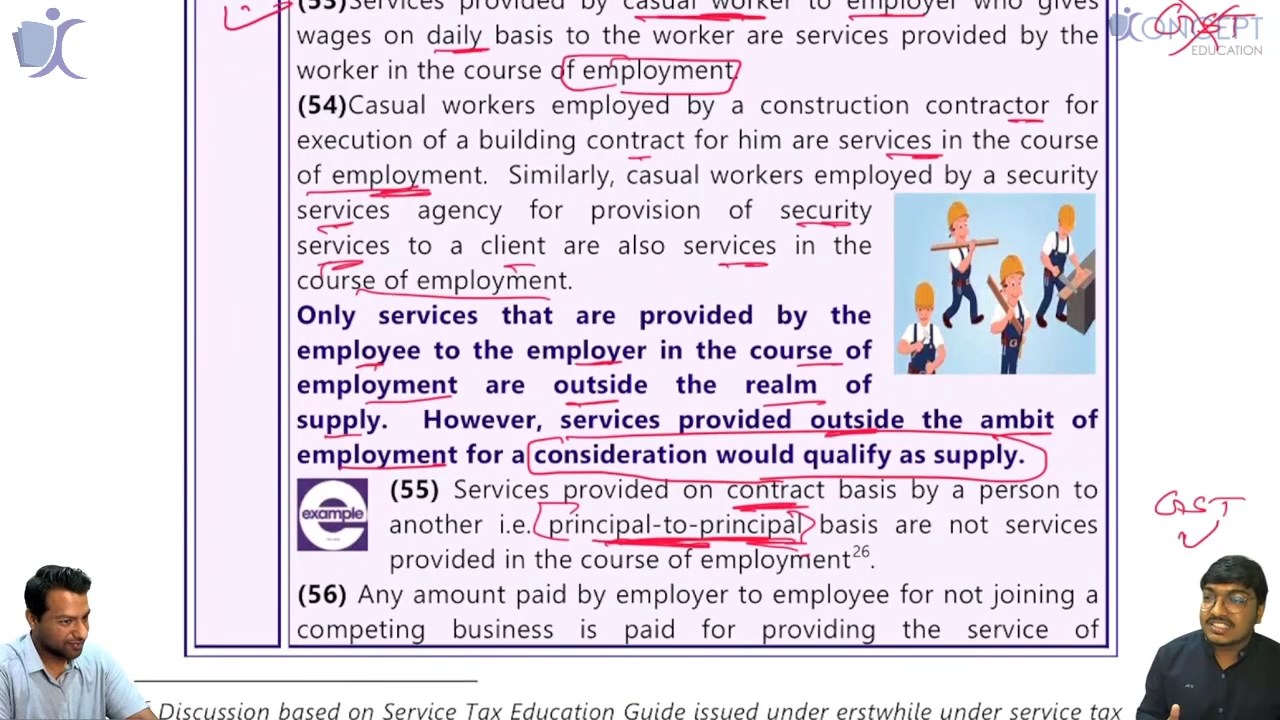 (53)Services provided by casual worker to employer who gives
wages on daily basis to the worker are services provided by the
worker in the course of employment.
(54)Casual workers employed by a construction contractor for
execution of a building contract for him are services in the course
of employment. Similarly, casual workers employed by a security
services agency for provision of security
services to a client are also services in the
course of employment.
Only services that are provided by the
employee to the employer in the course of
employment are outside the realm of
supply. However, services provided outside the ambit of
employment for a consideration would qualify as supply.
example
(55) Services provided on contract basis by a person to
another i.e. principal-to-principal basis are not services
provided in the course of employment26.
(56) Any amount paid by employer to employee for not joining a
competing business is paid for providing the service of
Discussion based on Service Tax Education Guide issued under erstwhile under service tax
CONCEPT
EDUCATION
GST
GST